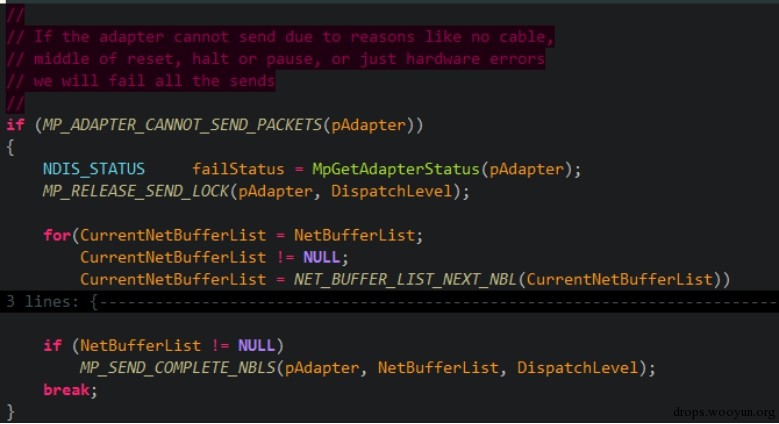 //
// If the adapter cannot send due to reasons like no cable,
// middle of reset, halt or pause, or just hardware errors
// we will fail all the sends
//
if (MP_ADAPTER_CANNOT_SEND_PACKETS(pAdapter))
{
    NDIS_STATUS     failStatus = MpGetAdapterStatus(pAdapter);
    MP_RELEASE_SEND_LOCK(pAdapter, DispatchLevel);

    for(CurrentNetBufferList = NetBufferList;
        CurrentNetBufferList != NULL;
        CurrentNetBufferList = NET_BUFFER_LIST_NEXT_NBL(CurrentNetBufferList))
3 lines: {-------------------------------------------------------------------------

    if (NetBufferList != NULL)
        MP_SEND_COMPLETE_NBLS(pAdapter, NetBufferList, DispatchLevel);
    break;
}
drops.wooyun.org